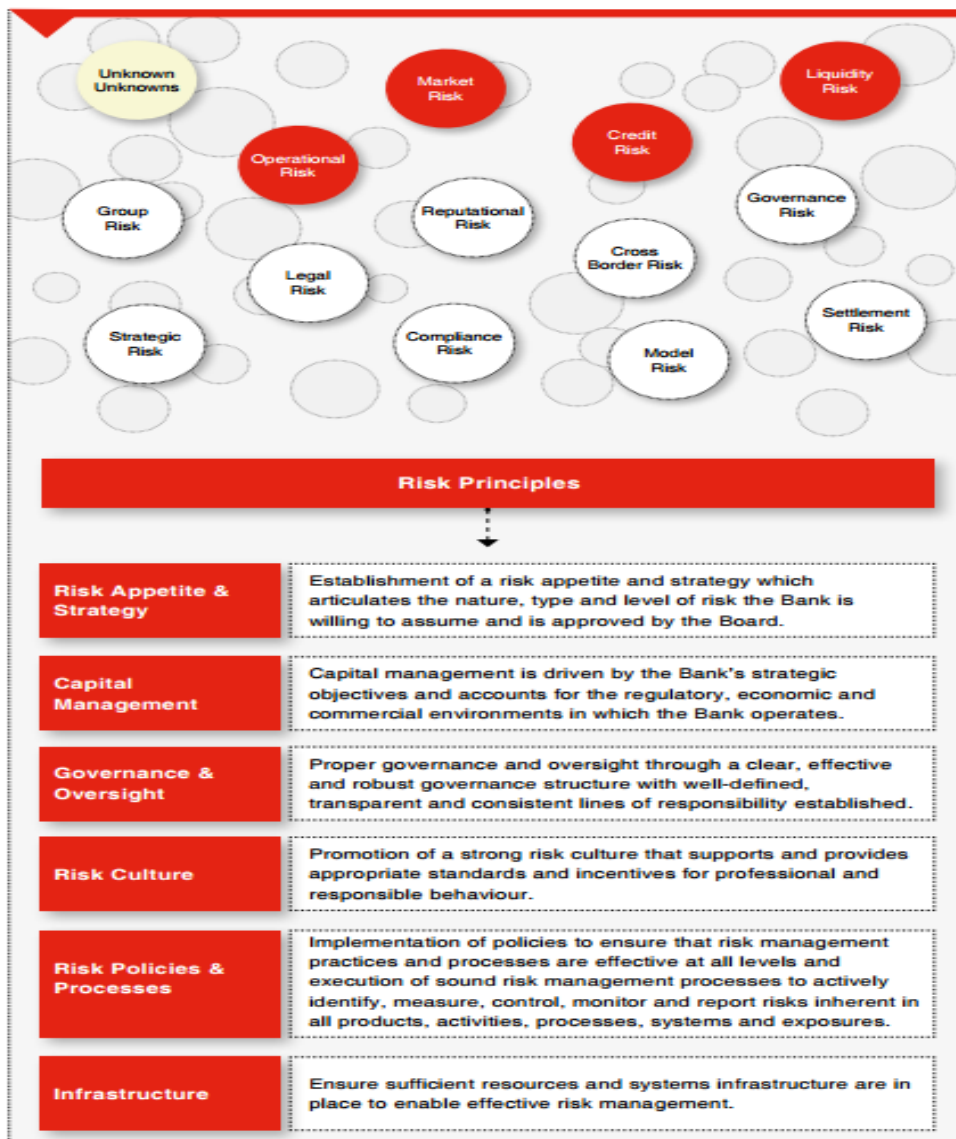 Unknown
Unknowns
Market
Risk
Liquidity
Risk
Operational
Risk
Credit
Risk
Group
Risk
Reputational
Risk
Governance
Risk
Legal
Risk
Cross
Border Risk
Strategic
Risk
Compliance
Risk
Model
Risk
Settlement
Risk
Risk Principles
Risk Appetite &
Strategy
Establishment of a risk appetite and strategy which
articulates the nature, type and level of risk the Bank is
willing to assume and is approved by the Board.
Capital
Management
Capital management is driven by the Bank's strategic
objectives and accounts for the regulatory, economic and
commercial environments in which the Bank operates.
Governance &
Oversight
Proper governance and oversight through a clear, effective
and robust governance structure with well-defined,
transparent and consistent lines of responsibility established.
Risk Culture
Promotion of a strong risk culture that supports and provides
appropriate standards and incentives for professional and
responsible behaviour.
Risk Policies &
Processes
Implementation of policies to ensure that risk management
practices and processes are effective at all levels and
execution of sound risk management processes to actively
identify, measure, control, monitor and report risks inherent in
all products, activities, processes, systems and exposures.
Infrastructure
Ensure sufficient resources and systems infrastructure are in
place to enable effective risk management.